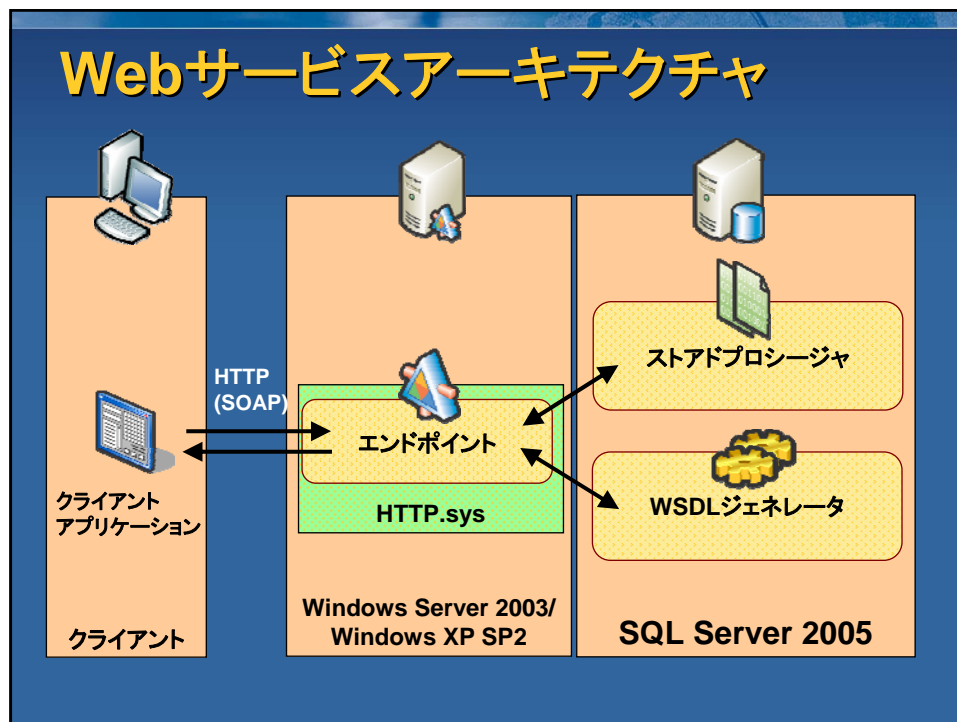 Webサービスアーキテクチャ
HTTP
(SOAP)
クライアント
アプリケーション
クライアント
エンドポイント
HTTP.sys
Windows Server 2003/
Windows XP SP2
ストアドプロシージャ
WSDLジェネレータ
SQL Server 2005